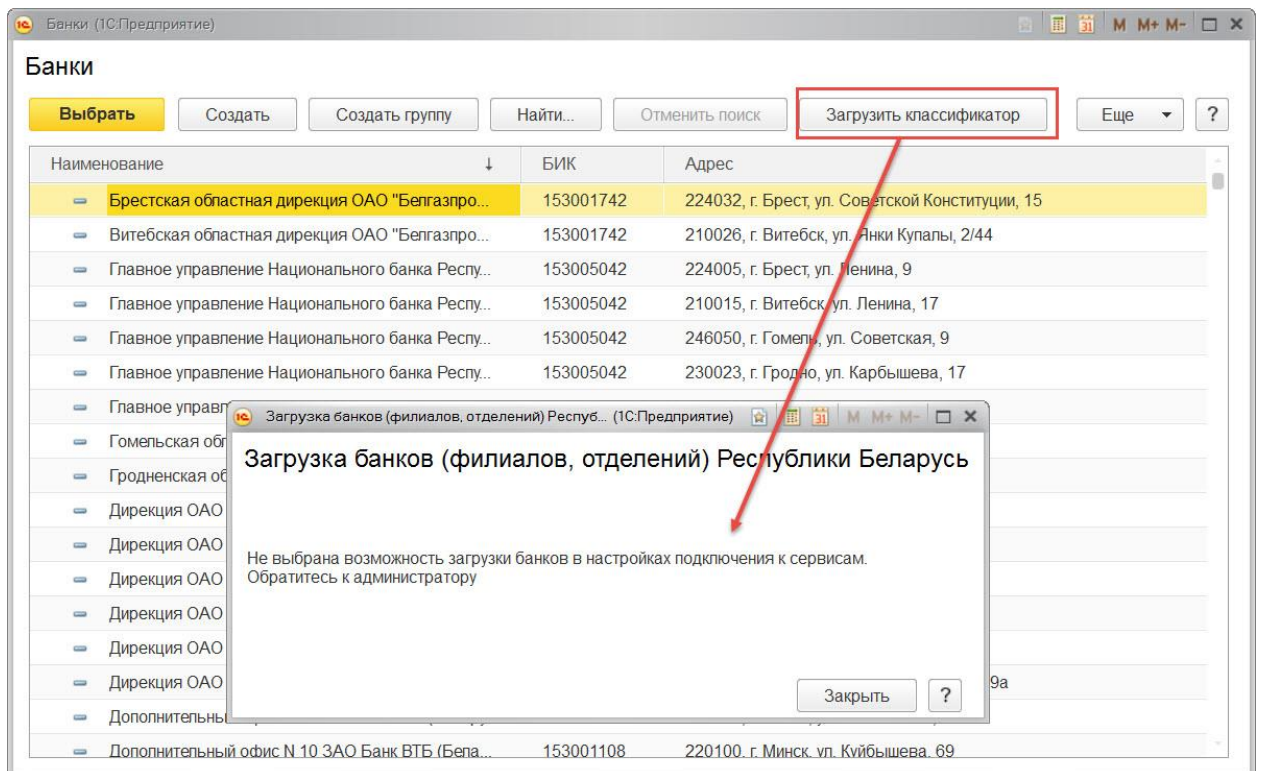 Банки (1С:Предприятие)
M M+ M-
Банки
Выбрать Создать Создать группу Найти... Отменить поиск Загрузить классификатор Еще ?
Наименование ↓ БИК Адрес
Брестская областная дирекция ОАО "Белгазпро... 153001742 224032, г. Брест, ул. Советской Конституции, 15
Витебская областная дирекция ОАО "Белгазпро... 153001742 210026, г. Витебск, ул. Янки Купалы, 2/44
Главное управление Национального банка Респу... 153005042 224005, г. Брест, ул. Ленина, 9
Главное управление Национального банка Респу... 153005042 210015, г. Витебск, ул. Ленина, 17
Главное управление Национального банка Респу... 153005042 246050, г. Гомель, ул. Советская, 9
Главное управление Национального банка Респу... 153005042 230023, г. Гродно, ул. Карбышева, 17
Главное
Гомельская
Гродненская
Дирекция ОАО
Дирекция ОАО
Дирекция ОАО
Дирекция ОАО
Дирекция ОАО
Дирекция ОАО 9а
Дополнительный офис N 10 ЗАО Банк ВТБ (Бела... 153001108 220100, г. Минск, ул. Куйбышева, 69
Загрузка банков (филиалов, отделений) Респуб... (1С:Предприятие) 31 M M+ M-
Загрузка банков (филиалов, отделений) Республики Беларусь
Не выбрана возможность загрузки банков в настройках подключения к сервисам.
Обратитесь к администратору
Закрыть ?